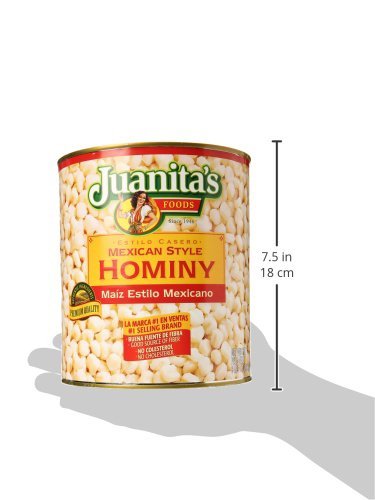 Juanita's
FOODS
Since 1946
ESTILO CASERO
MEXICAN STYLE
HOMINY
Maíz Estilo Mexicano
PREMIUM QUALITY
LA MARCA #1 EN VENTAS
#1 SELLING BRAND
• BUENA FUENTE DE FIBRA
• GOOD SOURCE OF FIBER
• NO COLESTEROL
NO CHOLESTEROL
7.5 in
18 cm